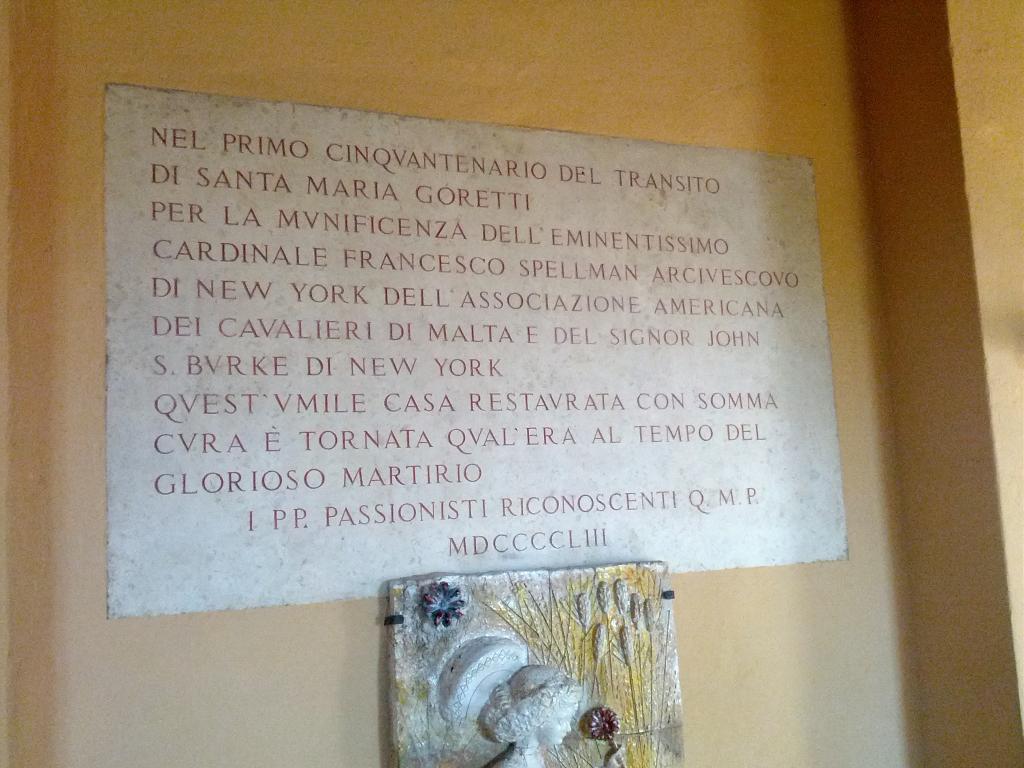 NEL PRIMO CINQVANTENARIO DEL TRANSITO
DI SANTA MARIA GORETTI
PER LA MVNIFICENZA DELL'EMINENTISSIMO
CARDINALE FRANCESCO SPELLMAN ARCIVESCOVO
DI NEW YORK DELL'ASSOCIAZIONE AMERICANA
DEI CAVALIERI DI MALTA E DEL SIGNOR JOHN
S. BVRKE DI NEW YORK
QVEST'VMILE CASA RESTAVRATA CON SOMMA
CVRA È TORNATA QVAL'ERA AL TEMPO DEL
GLORIOSO MARTIRIO
I PP. PASSIONISTI RICONOSCENTI Q. M. P.
MDCCCCLIII